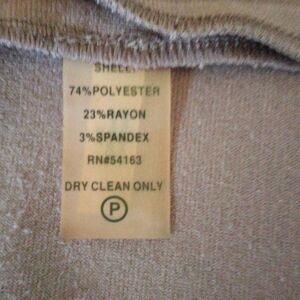 SHELL:
74%POLYESTER
23%RAYON
3%SPANDEX
RN#54163
DRY CLEAN ONLY
P